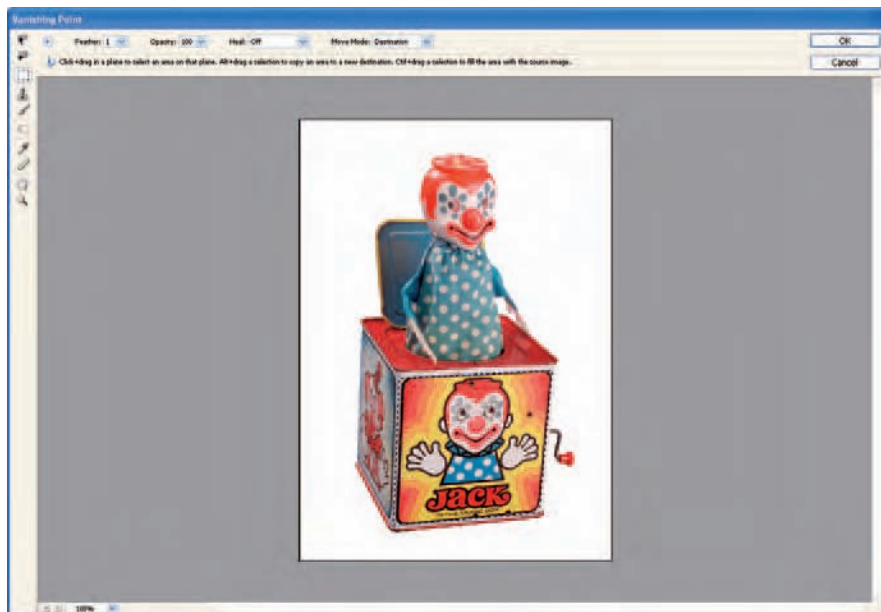 Vanishing Point
Feather: 1 Opacity: 100 Heal: Off Move Mode: Destination
OK
Click+drag in a plane to select an area on that plane. Alt+drag a selection to copy an area to a new destination. Ctrl+drag a selection to fill the area with the source image.
Cancel
Jack
100%